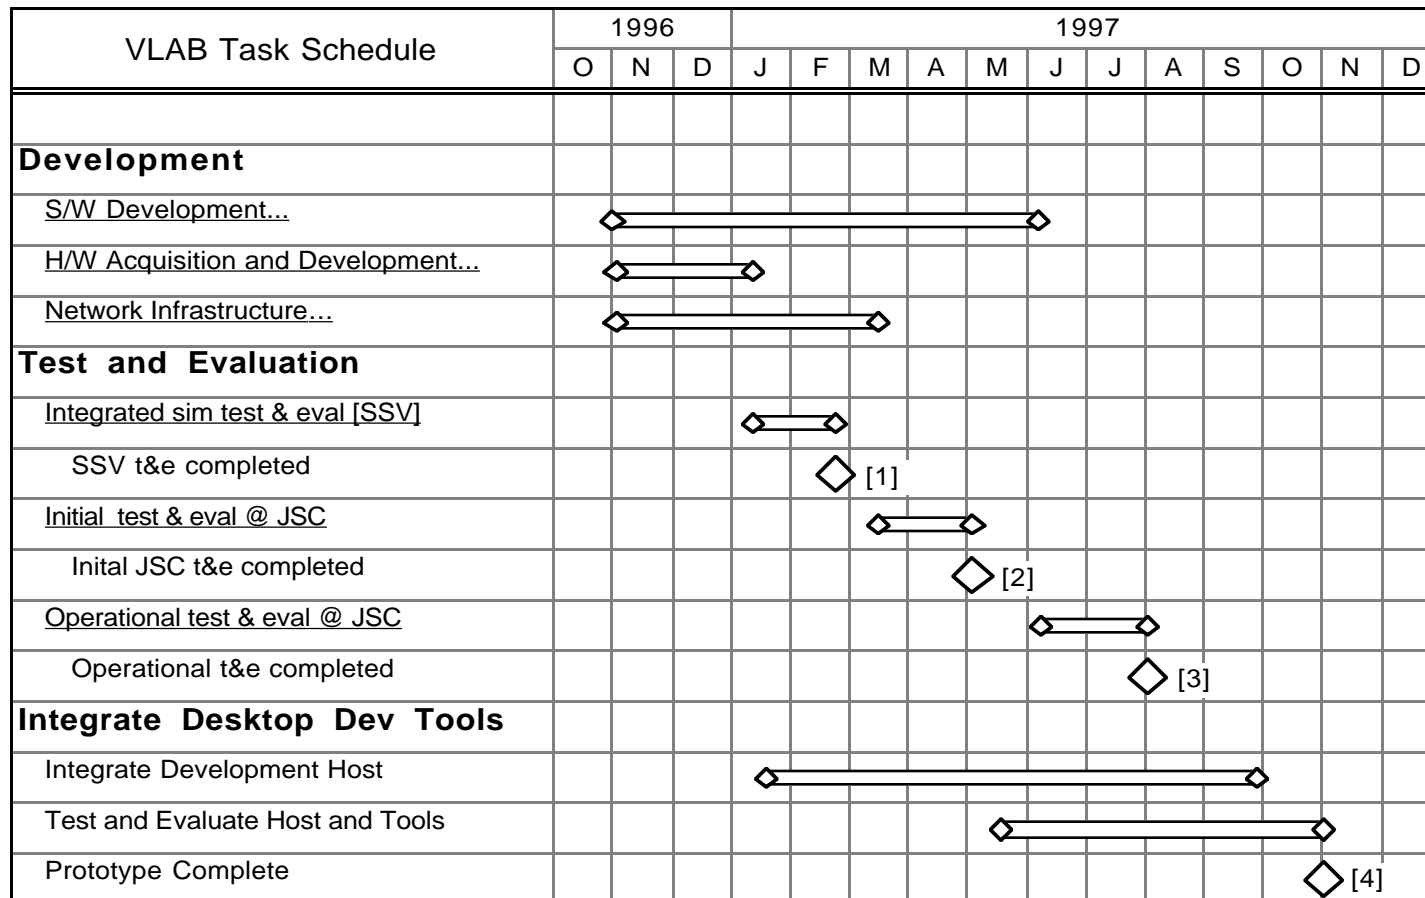 VLAB Task Schedule
1996 1997
O N D J F M A M J J A S O N D
Development
S/W Development...
H/W Acquisition and Development...
Network Infrastructure...
Test and Evaluation
Integrated sim test & eval [SSV]
SSV t&e completed [1]
Initial test & eval @ JSC
Inital JSC t&e completed [2]
Operational test & eval @ JSC
Operational t&e completed [3]
Integrate Desktop Dev Tools
Integrate Development Host
Test and Evaluate Host and Tools
Prototype Complete [4]